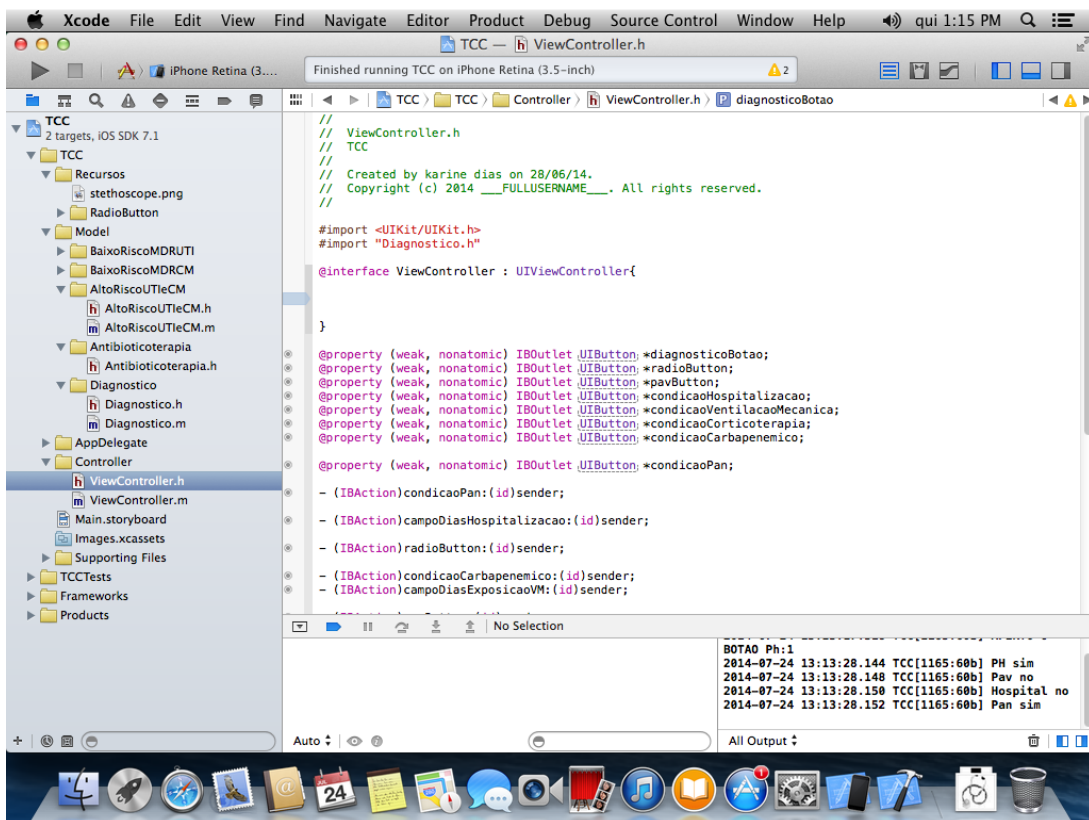 Xcode File Edit View Find Navigate Editor Product Debug Source Control Window Help qui 1:15 PM
TCC — h ViewController.h
iPhone Retina (3....
Finished running TCC on iPhone Retina (3.5-inch) 2
TCC TCC Controller h ViewController.h P diagnosticoBotao
TCC
2 targets, iOS SDK 7.1
TCC
Recursos
stethoscope.png
RadioButton
Model
BaixoRiscoMDRUTI
BaixoRiscoMDRCM
AltoRiscoUTIeCM
h AltoRiscoUTIeCM.h
m AltoRiscoUTIeCM.m
Antibioticoterapia
h Antibioticoterapia.h
Diagnostico
h Diagnostico.h
m Diagnostico.m
AppDelegate
Controller
h ViewController.h
m ViewController.m
Main.storyboard
Images.xcassets
Supporting Files
TCCTests
Frameworks
Products
//
// ViewController.h
// TCC
//
// Created by karine dias on 28/06/14.
// Copyright (c) 2014 ___FULLUSERNAME___. All rights reserved.
//
#import <UIKit/UIKit.h>
#import "Diagnostico.h"
@interface ViewController : UIViewController{
}
@property (weak, nonatomic) IBOutlet UIButton *diagnosticoBotao;
@property (weak, nonatomic) IBOutlet UIButton *radioButton;
@property (weak, nonatomic) IBOutlet UIButton *pavButton;
@property (weak, nonatomic) IBOutlet UIButton *condicaoHospitalizacao;
@property (weak, nonatomic) IBOutlet UIButton *condicaoVentilacaoMecanica;
@property (weak, nonatomic) IBOutlet UIButton *condicaoCorticoterapia;
@property (weak, nonatomic) IBOutlet UIButton *condicaoCarbapenemico;
@property (weak, nonatomic) IBOutlet UIButton *condicaoPan;
- (IBAction)condicaoPan:(id)sender;
- (IBAction)campoDiasHospitalizacao:(id)sender;
- (IBAction)radioButton:(id)sender;
- (IBAction)condicaoCarbapenemico:(id)sender;
- (IBAction)campoDiasExposicaoVM:(id)sender;
No Selection
BOTAO Ph:1
2014-07-24 13:13:28.144 TCC[1165:60b] PH sim
2014-07-24 13:13:28.148 TCC[1165:60b] Pav no
2014-07-24 13:13:28.150 TCC[1165:60b] Hospital no
2014-07-24 13:13:28.152 TCC[1165:60b] Pan sim
Auto
All Output
24
1